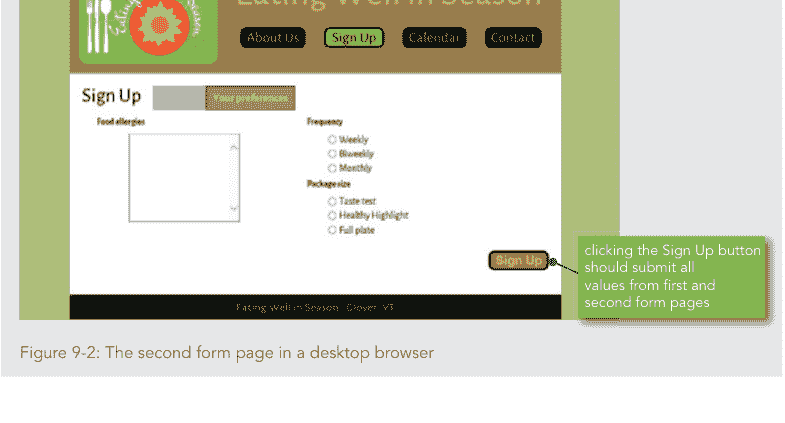 Eating Well in Season
Eating
Season
About Us
Sign Up
Calendar
Contact
Sign Up
Your preferences
Food allergies
Frequency
Weekly
Biweekly
Monthly
Package size
Taste test
Healthy Highlight
Full plate
Sign Up
clicking the Sign Up button
should submit all
values from first and
second form pages
Eating Well in Season Glover, VT
Figure 9-2: The second form page in a desktop browser